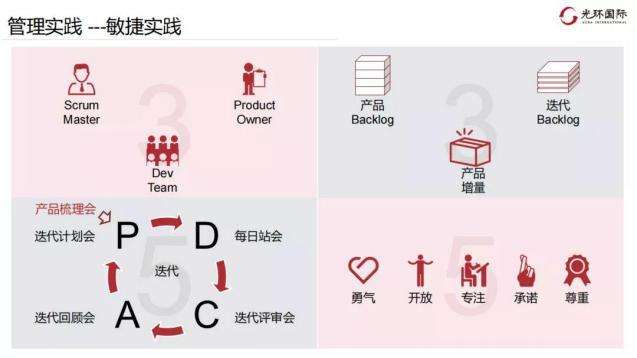 管理实践 ---敏捷实践
光环国际
AURA INTERNATIONAL
3
Scrum
Master
Product
Owner
Dev
Team
3
产品
Backlog
迭代
Backlog
产品
增量
5
产品梳理会
迭代计划会
P
D
每日站会
迭代
迭代回顾会
A
C
迭代评审会
5
勇气
开放
专注
承诺
尊重